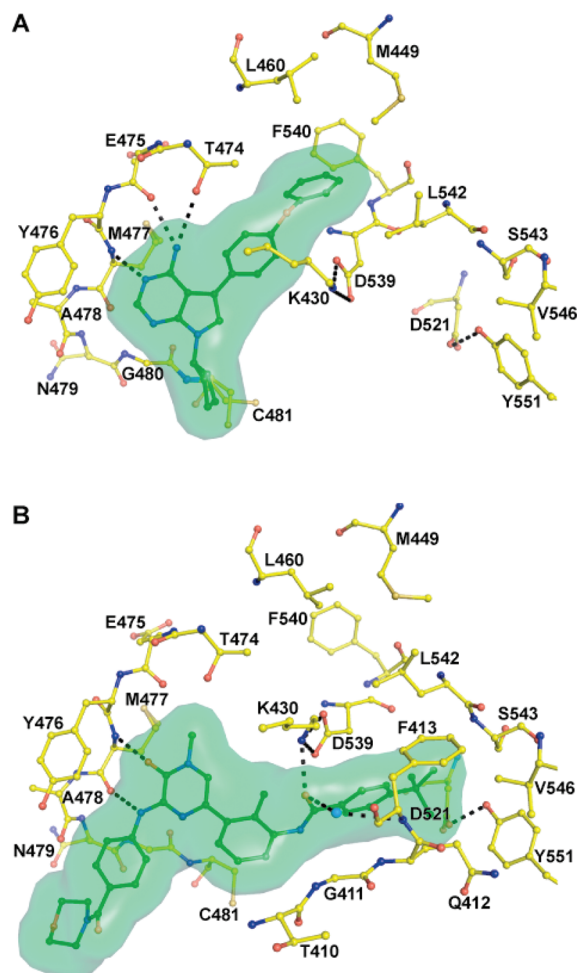 A
M449
L460
F540
E475
T474
L542
Y476
M477
S543
K430
D539
V546
A478
D521
G480
N479
Y551
C481
B
M449
L460
F540
E475
T474
L542
M477
K430
S543
Y476
F413
D539
V546
A478
D521
N479
Y551
C481
G411
Q412
T410